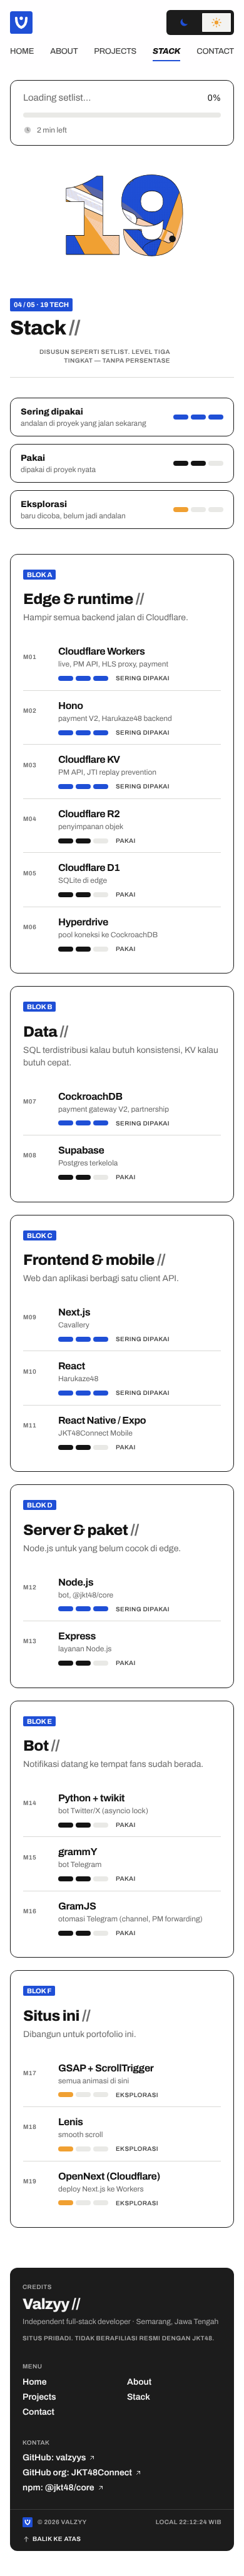 HOME ABOUT PROJECTS STACK CONTACT
Loading setlist... 0%
2 min left
19
04 / 05 · 19 TECH
Stack //
DISUSUN SEPERTI SETLIST. LEVEL TIGA
TINGKAT — TANPA PERSENTASE
Sering dipakai
andalan di proyek yang jalan sekarang
Pakai
dipakai di proyek nyata
Eksplorasi
baru dicoba, belum jadi andalan
BLOK A
Edge & runtime //
Hampir semua backend jalan di Cloudflare.
M01 Cloudflare Workers
live, PM API, HLS proxy, payment
SERING DIPAKAI
M02 Hono
payment V2, Harukaze48 backend
SERING DIPAKAI
M03 Cloudflare KV
PM API, JTI replay prevention
SERING DIPAKAI
M04 Cloudflare R2
penyimpanan objek
PAKAI
M05 Cloudflare D1
SQLite di edge
PAKAI
M06 Hyperdrive
pool koneksi ke CockroachDB
PAKAI
BLOK B
Data //
SQL terdistribusi kalau butuh konsistensi, KV kalau
butuh cepat.
M07 CockroachDB
payment gateway V2, partnership
SERING DIPAKAI
M08 Supabase
Postgres terkelola
PAKAI
BLOK C
Frontend & mobile //
Web dan aplikasi berbagi satu client API.
M09 Next.js
Cavallery
SERING DIPAKAI
M10 React
Harukaze48
SERING DIPAKAI
M11 React Native / Expo
JKT48Connect Mobile
PAKAI
BLOK D
Server & paket //
Node.js untuk yang belum cocok di edge.
M12 Node.js
bot, @jkt48/core
SERING DIPAKAI
M13 Express
layanan Node.js
PAKAI
BLOK E
Bot //
Notifikasi datang ke tempat fans sudah berada.
M14 Python + twikit
bot Twitter/X (asyncio lock)
PAKAI
M15 grammY
bot Telegram
PAKAI
M16 GramJS
otomasi Telegram (channel, PM forwarding)
PAKAI
BLOK F
Situs ini //
Dibangun untuk portofolio ini.
M17 GSAP + ScrollTrigger
semua animasi di sini
EKSPLORASI
M18 Lenis
smooth scroll
EKSPLORASI
M19 OpenNext (Cloudflare)
deploy Next.js ke Workers
EKSPLORASI
CREDITS
Valzyy //
Independent full-stack developer · Semarang, Jawa Tengah
SITUS PRIBADI. TIDAK BERAFILIASI RESMI DENGAN JKT48.
MENU
Home About
Projects Stack
Contact
KONTAK
GitHub: valzyys ↗
GitHub org: JKT48Connect ↗
npm: @jkt48/core ↗
© 2026 VALZYY LOCAL 22:12:24 WIB
↑ BALIK KE ATAS